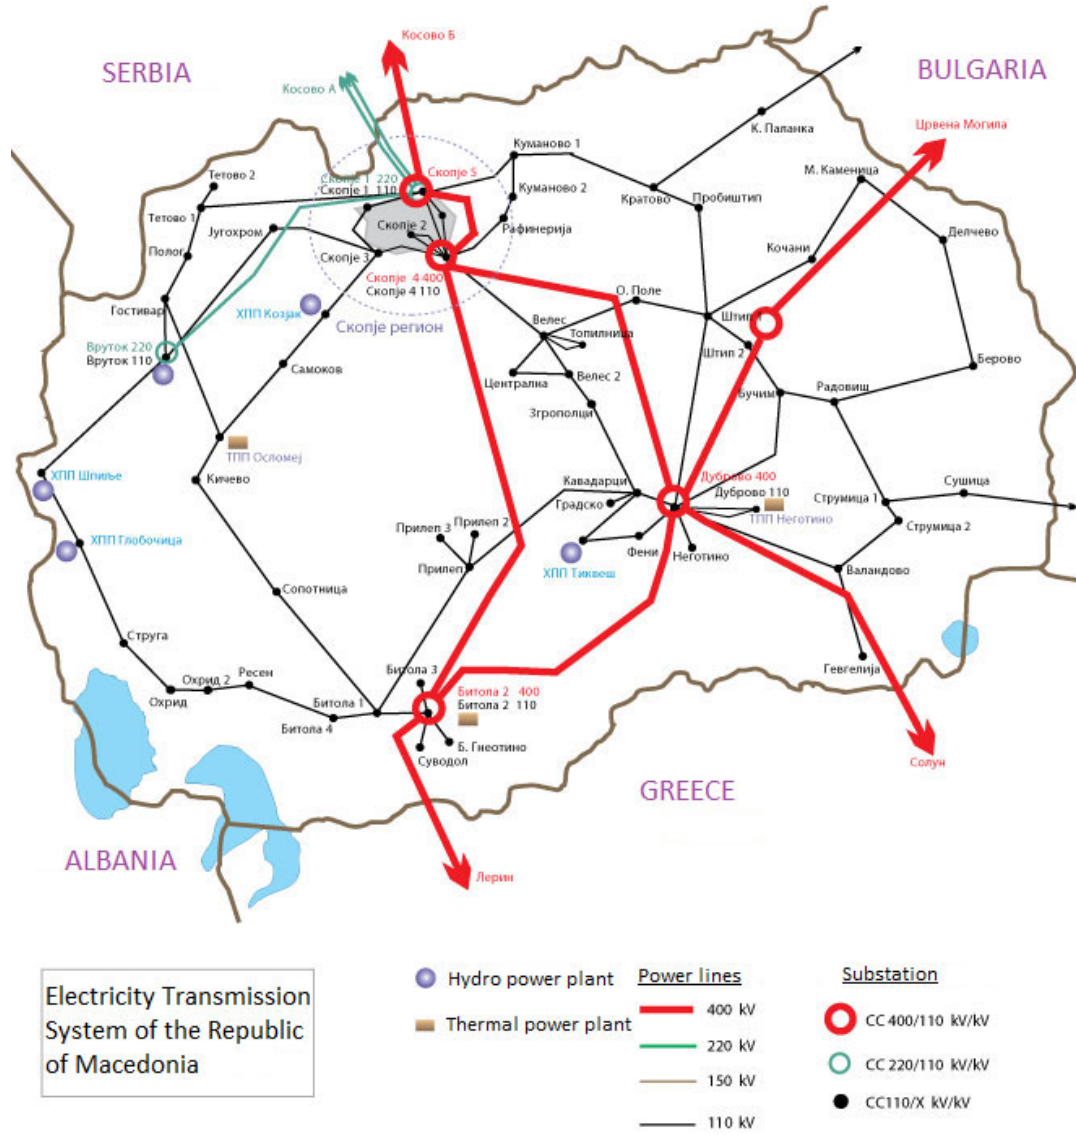 Косово Б
SERBIA
BULGARIA
Косово А
Црвена Могила
К. Паланка
Куманово 1
Скопје 5
Тетово 2
Скопје 1 220
Скопје 1 110
Куманово 2
М. Каменица
Кратово
Пробиштип
Тетово 1
Југохром
Скопје 2
Рафинерија
Делчево
Полог
Скопје 3
Кочани
Скопје 4 400
Скопје 4 110
О. Поле
Гостивар
ХПП Козјак
Скопје регион
Велес
Топилница
Штип 1
Вруток 220
Вруток 110
Штип 2
Самоков
Централна
Велес 2
Берово
Бучим
Радовиш
Згрополци
ТПП Осломеј
ХПП Шпиље
Кичево
Кавадарци
Дуброво 400
Дуброво 110
Градско
ТПП Неготино
Струмица 1
Сушица
Прилеп 3
Прилеп 2
Струмица 2
ХПП Глобочица
Фени
Неготино
Прилеп
ХПП Тиквеш
Валандово
Сопотница
Струга
Гевгелија
Битола 3
Ресен
Охрид 2
Охрид
Битола 1
Битола 2 400
Битола 2 110
Битола 4
Б. Гнеотино
Суводол
Солун
GREECE
ALBANIA
Лерин
Electricity Transmission
System of the Republic
of Macedonia
Hydro power plant
Thermal power plant
Power lines
400 kV
220 kV
150 kV
110 kV
Substation
CC 400/110 kV/kV
CC 220/110 kV/kV
CC110/X kV/kV